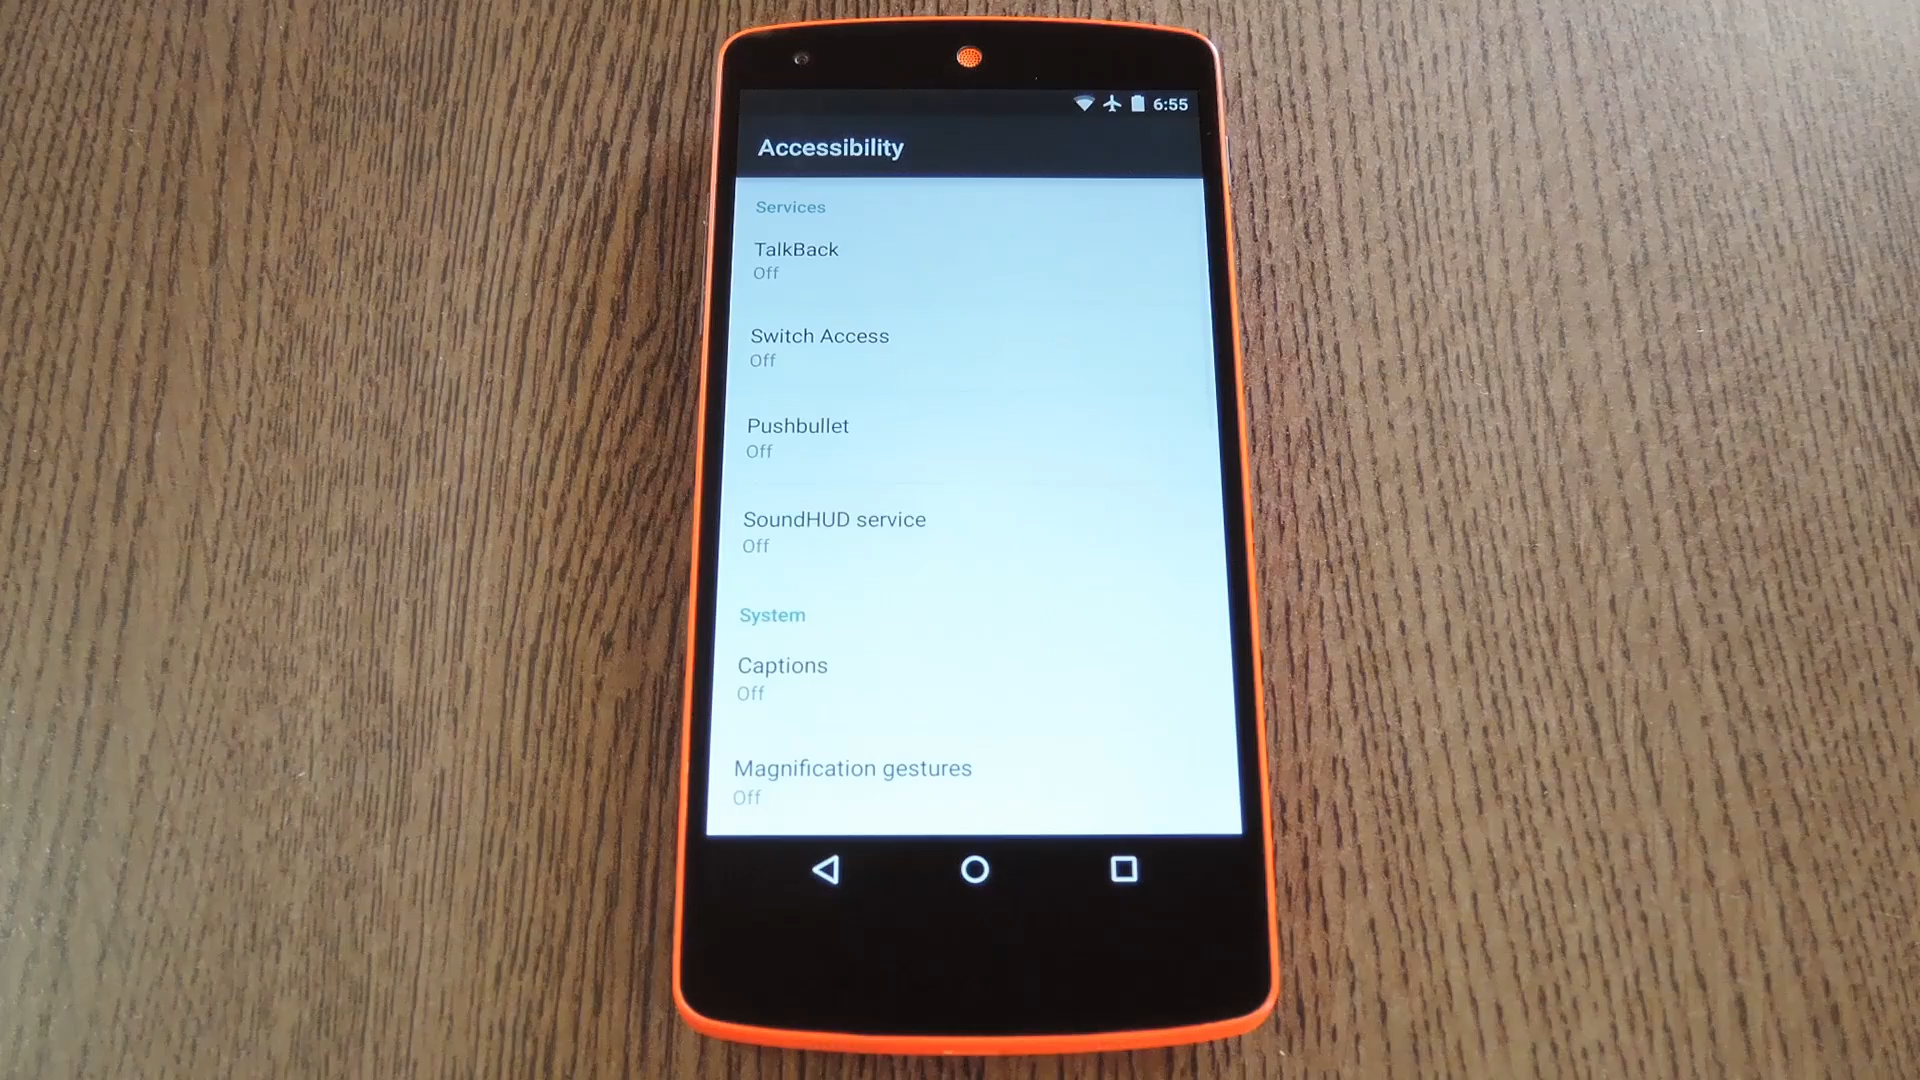 6:55
Accessibility
Services
TalkBack
Off
Switch Access
Off
Pushbullet
Off
SoundHUD service
Off
System
Captions
Off
Magnification gestures
Off